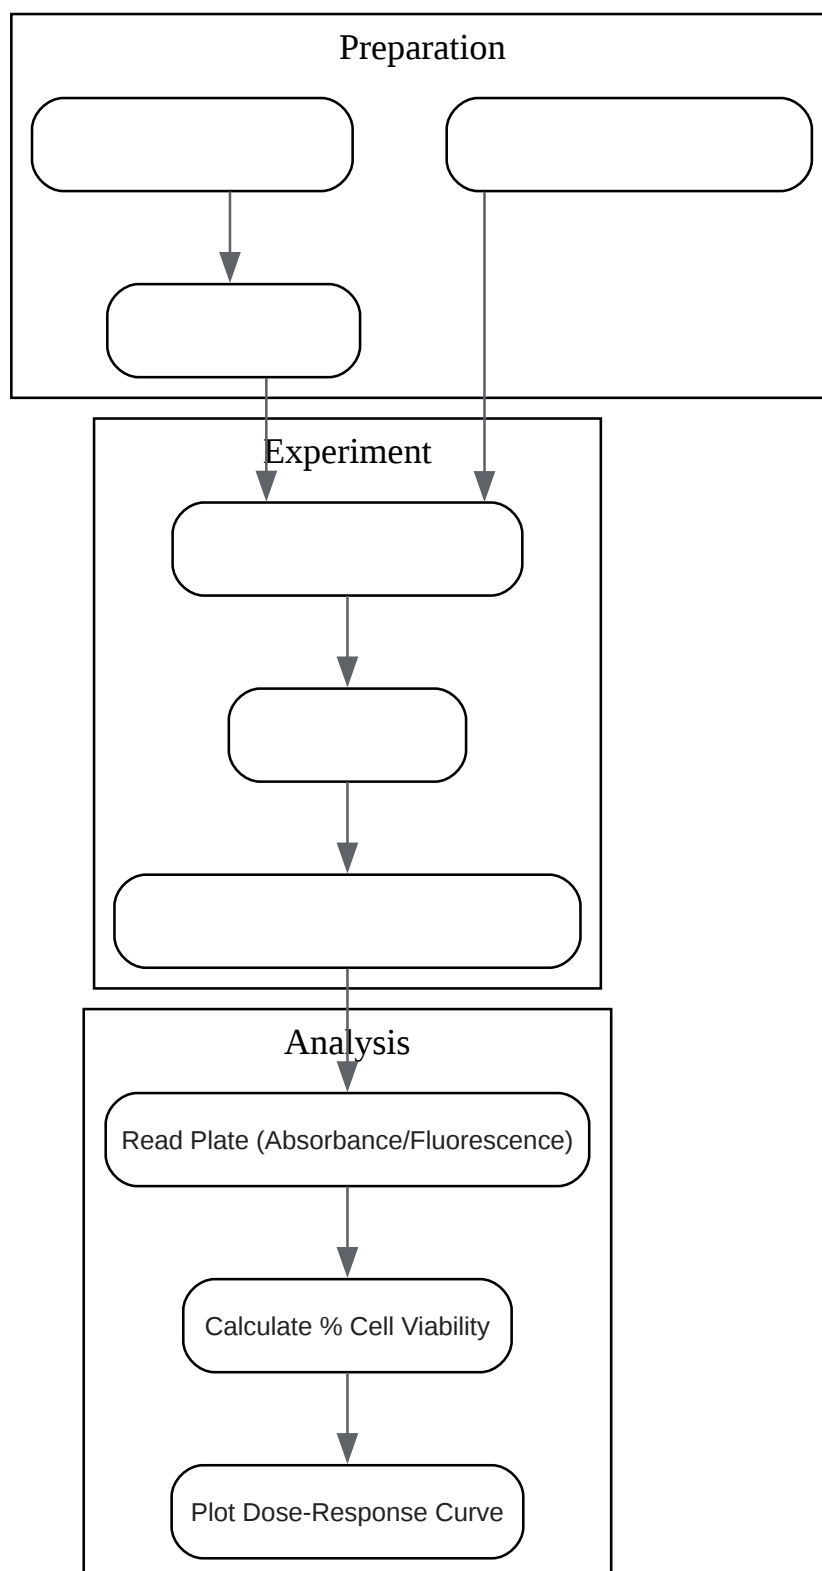 Preparation
Experiment
Analysis
Read Plate (Absorbance/Fluorescence)
Calculate % Cell Viability
Plot Dose-Response Curve